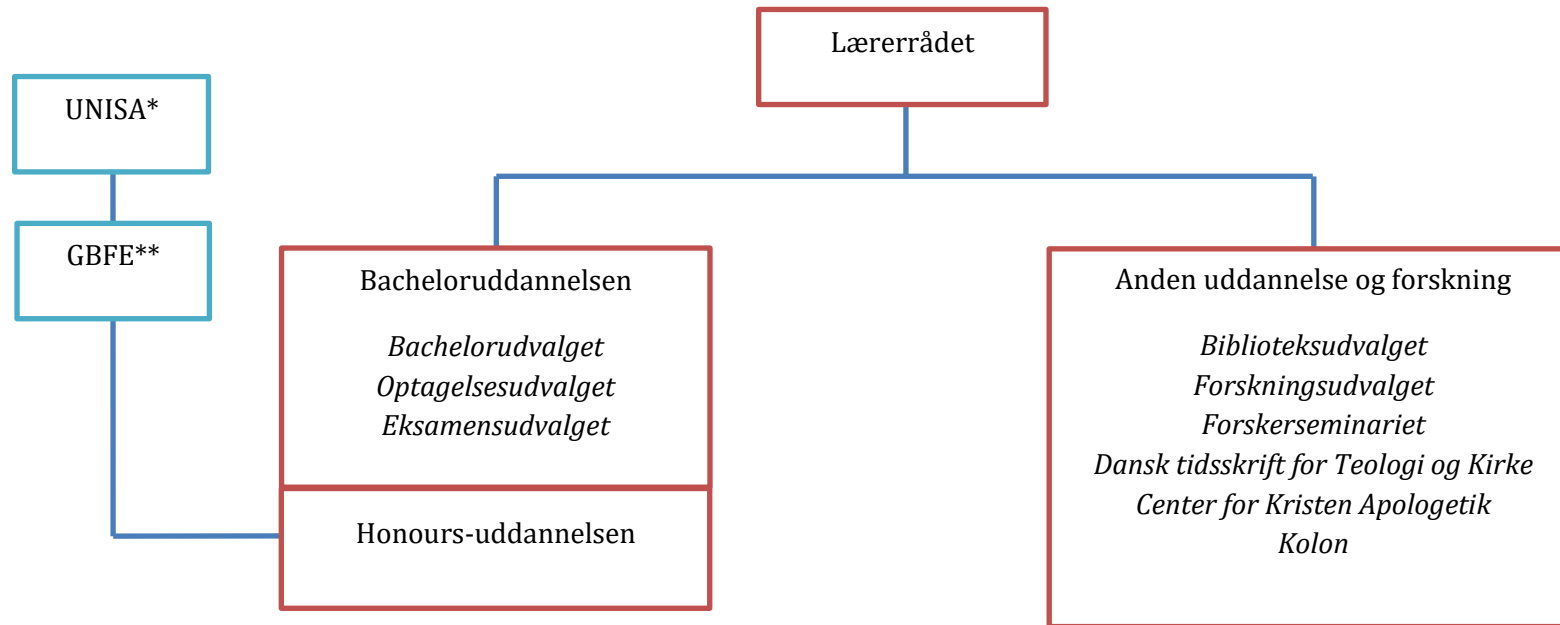 Lærerrådet
UNISA*
GBFE**
Bacheloruddannelsen
Bachelorudvalget
Optagelsesudvalget
Eksamensudvalget
Honours-uddannelsen
Anden uddannelse og forskning
Biblioteksudvalget
Forskningsudvalget
Forskerseminariet
Dansk tidsskrift for Teologi og Kirke
Center for Kristen Apologetik
Kolon